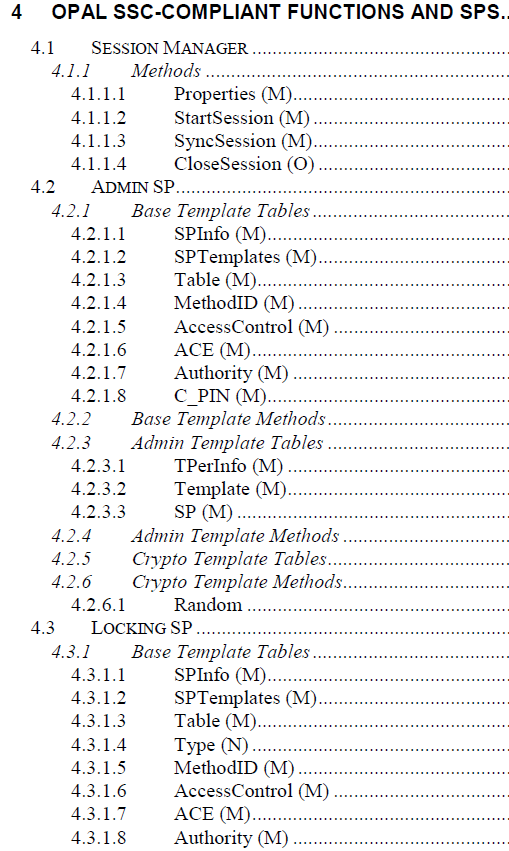 4 OPAL SSC-COMPLIANT FUNCTIONS AND SPS..
4.1 SESSION MANAGER
4.1.1 Methods
4.1.1.1 Properties (M)
4.1.1.2 StartSession (M)
4.1.1.3 SyncSession (M)
4.1.1.4 CloseSession (O)
4.2 ADMIN SP
4.2.1 Base Template Tables
4.2.1.1 SPInfo (M)
4.2.1.2 SPTemplates (M)
4.2.1.3 Table (M)
4.2.1.4 MethodID (M)
4.2.1.5 AccessControl (M)
4.2.1.6 ACE (M)
4.2.1.7 Authority (M)
4.2.1.8 C_PIN (M)
4.2.2 Base Template Methods
4.2.3 Admin Template Tables
4.2.3.1 TPerInfo (M)
4.2.3.2 Template (M)
4.2.3.3 SP (M)
4.2.4 Admin Template Methods
4.2.5 Crypto Template Tables
4.2.6 Crypto Template Methods
4.2.6.1 Random
4.3 LOCKING SP
4.3.1 Base Template Tables
4.3.1.1 SPInfo (M)
4.3.1.2 SPTemplates (M)
4.3.1.3 Table (M)
4.3.1.4 Type (N)
4.3.1.5 MethodID (M)
4.3.1.6 AccessControl (M)
4.3.1.7 ACE (M)
4.3.1.8 Authority (M)